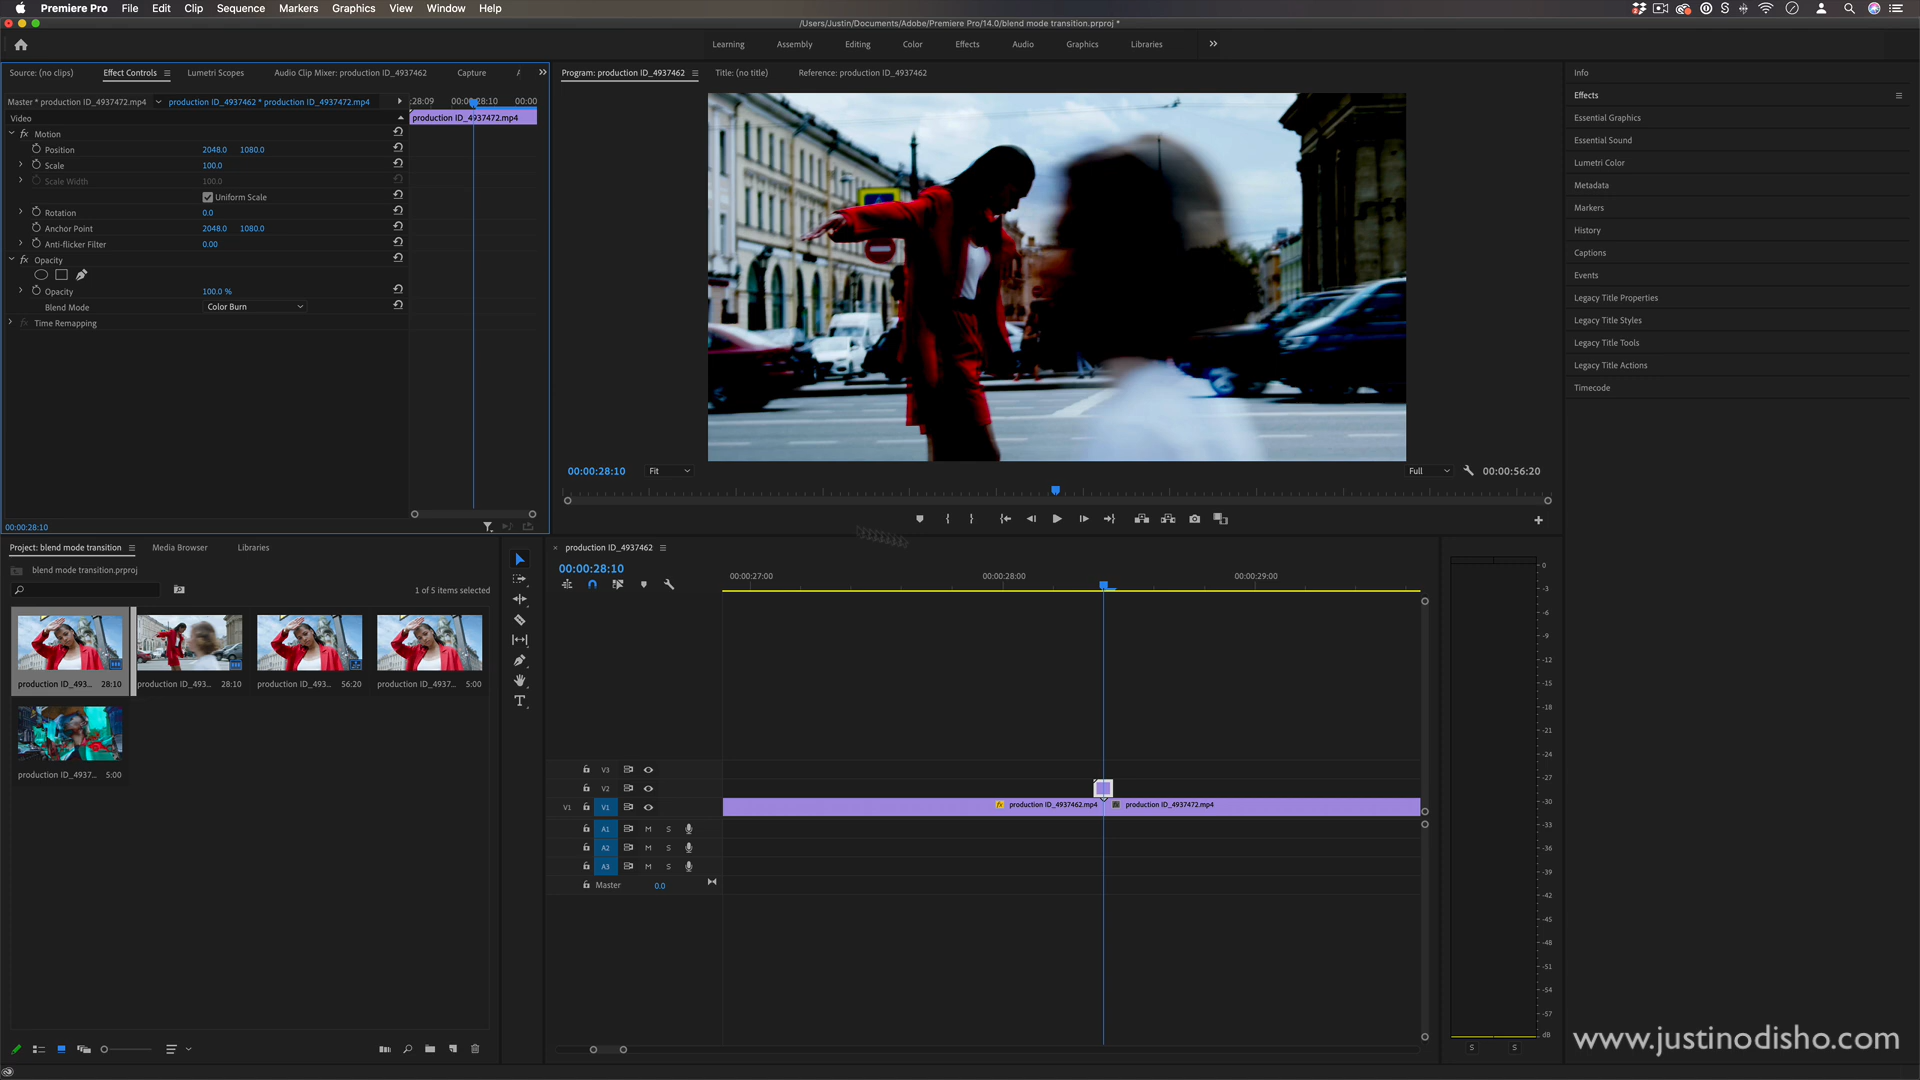 Premiere Pro File Edit Clip Sequence Markers Graphics View Window Help
/Users/Justin/Documents/Adobe/Premiere Pro/14.0/blend mode transition.prproj *
Learning Assembly Editing Color Effects Audio Graphics Libraries
Source: (no clips) Effect Controls Lumetri Scopes Audio Clip Mixer: production ID_4937462 Capture
Program: production ID_4937462 Title: (no title) Reference: production ID_4937462
Master * production ID_4937472.mp4 production ID_4937462 * production ID_4937472.mp4
:28:09 00:00:28:10 00:00
Video
production ID_4937472.mp4
fx Motion
Position 2048.0 1080.0
Scale 100.0
Scale Width 100.0
Uniform Scale
Rotation 0.0
Anchor Point 2048.0 1080.0
Anti-flicker Filter 0.00
fx Opacity
Opacity 100.0 %
Blend Mode Color Burn
fx Time Remapping
00:00:28:10
00:00:28:10 Fit Full 00:00:56:20
Info
Effects
Essential Graphics
Essential Sound
Lumetri Color
Metadata
Markers
History
Captions
Events
Legacy Title Properties
Legacy Title Styles
Legacy Title Tools
Legacy Title Actions
Timecode
Project: blend mode transition Media Browser Libraries
blend mode transition.prproj
1 of 5 items selected
production ID_493... 28:10
production ID_493... 28:10
production ID_493... 56:20
production ID_4937... 5:00
production ID_4937... 5:00
production ID_4937462
00:00:28:10
00:00:27:00 00:00:28:00 00:00:29:00
V3
V2
V1 V1 fx production ID_4937462.mp4 fx production ID_4937472.mp4
A1 M S
A2 M S
A3 M S
Master 0.0
0
-3
-6
-9
-12
-15
-18
-21
-24
-27
-30
-33
-36
-39
-42
-45
-48
-51
-54
-57
dB
S S
www.justinodisho.com